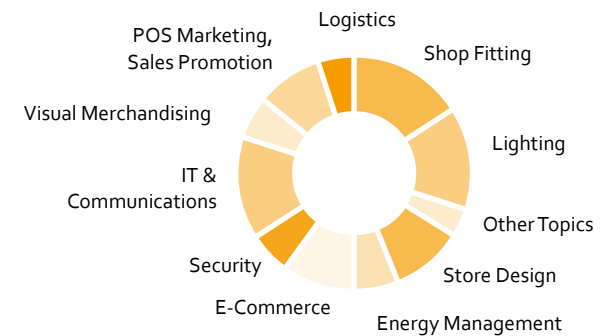 Logistics
Shop Fitting
POS Marketing,
Sales Promotion
Visual Merchandising
Lighting
IT &
Communications
Other Topics
Security
Store Design
E-Commerce
Energy Management